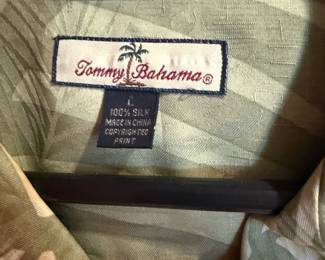 Tommy Bahama®
L
100% SILK
MADE IN CHINA
COPYRIGHTED
PRINT